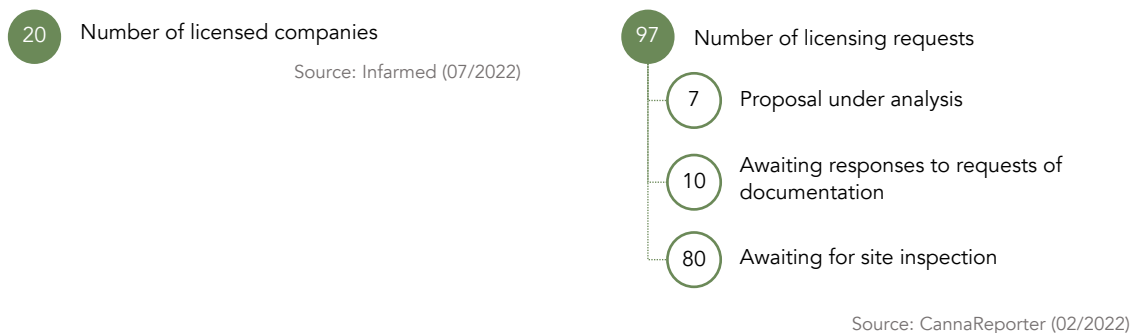 20 Number of licensed companies
Source: Infarmed (07/2022)
97 Number of licensing requests
7 Proposal under analysis
10 Awaiting responses to requests of
documentation
80 Awaiting for site inspection
Source: CannaReporter (02/2022)